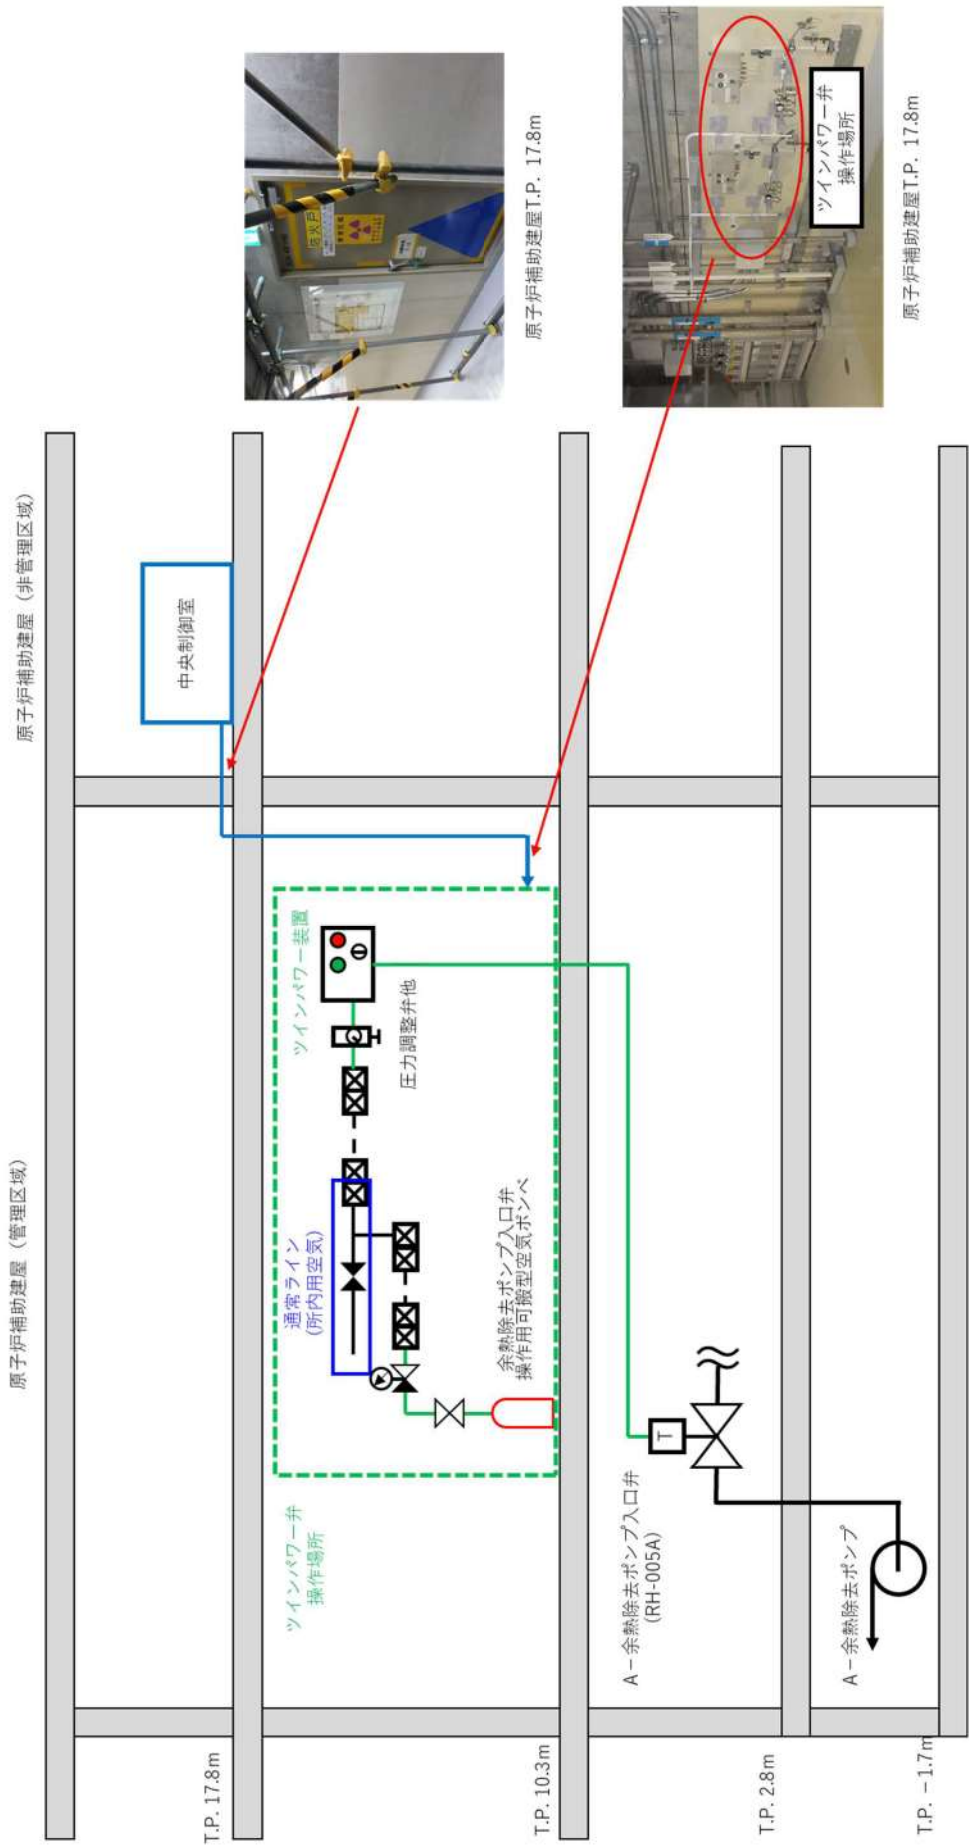 原子炉補助建屋（管理区域）
原子炉補助建屋（非管理区域）
中央制御室
T.P. 17.8m
ツインパワー弁
操作場所
通常ライン
(所内用空気)
ツインパワー装置
圧力調整弁他
余熱除去ポンプ入口弁
操作用可搬型空気ボンベ
T.P. 10.3m
A－余熱除去ポンプ入口弁
(RH-005A)
T
T.P. 2.8m
A－余熱除去ポンプ
T.P. －1.7m
防火戸
原子炉補助建屋T.P. 17.8m
ツインパワー弁
操作場所
原子炉補助建屋T.P. 17.8m